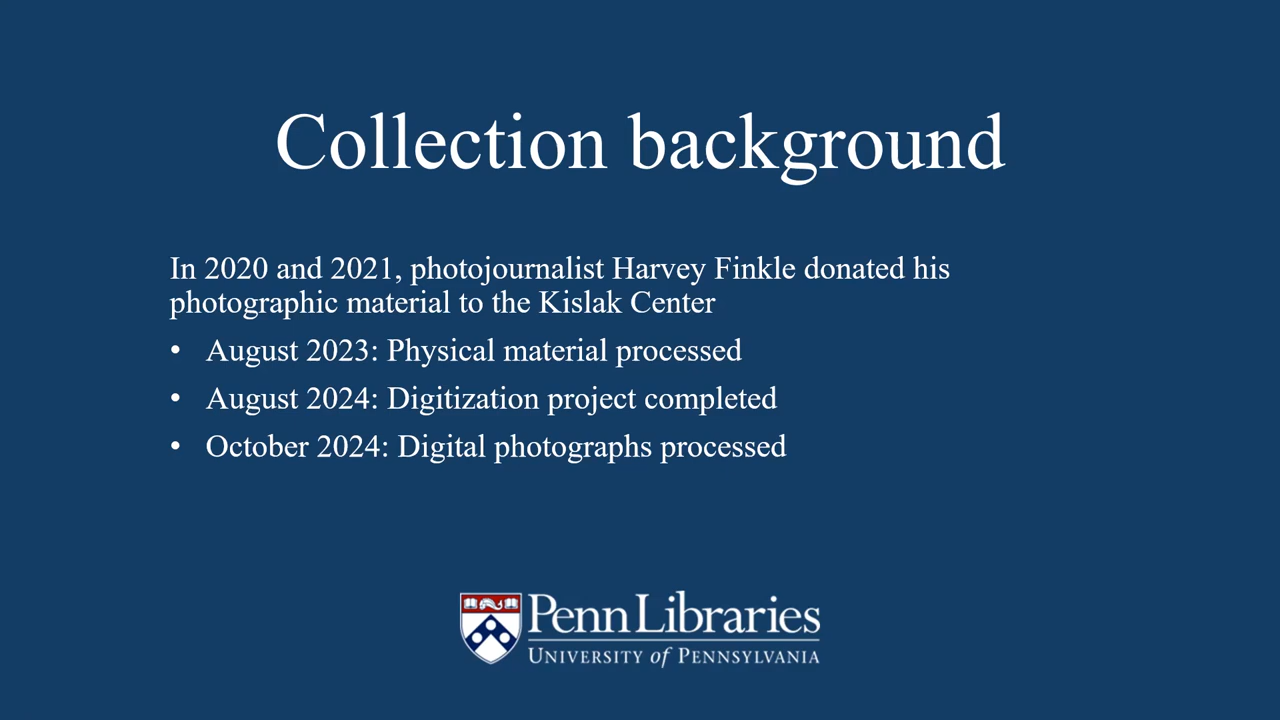 Collection background
In 2020 and 2021, photojournalist Harvey Finkle donated his
photographic material to the Kislak Center
• August 2023: Physical material processed
• August 2024: Digitization project completed
• October 2024: Digital photographs processed
Penn Libraries
UNIVERSITY of PENNSYLVANIA